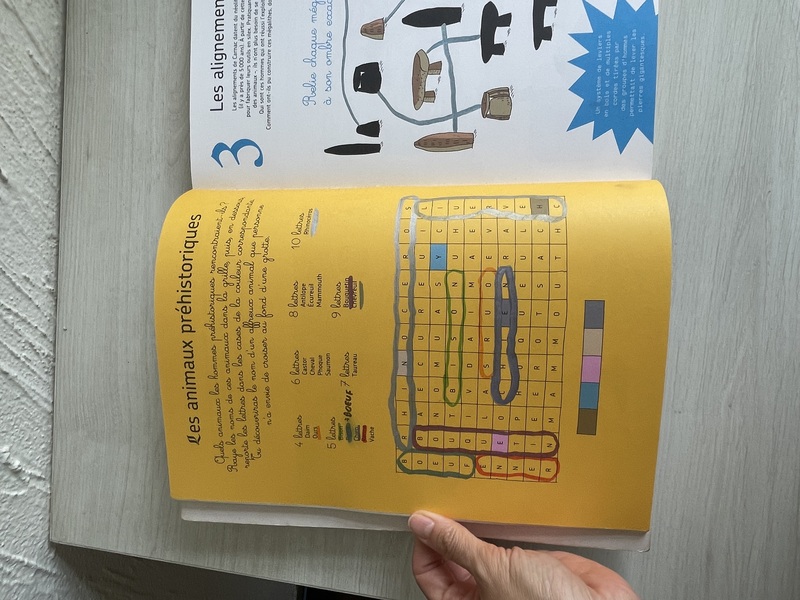 Les animaux préhistoriques
Quels animaux les hommes préhistoriques rencontraient-ils ?
Raye les noms de ces animaux dans la grille, puis, en dessous,
reporte les lettres dans les cases de la couleur correspondante.
Tu découvriras le nom d'un affreux animal que personne
n'a envie de croiser au fond d'une grotte.
4 lettres
Daim
Ours
5 lettres
Vache
BOEUF
6 lettres
Castor
Cheval
Phoque
Saumon
7 lettres
Taureau
8 lettres
Antilope
Écureuil
Mammouth
9 lettres
Bouquetin
Chevreuil
10 lettres
Rhinocéros
B R H I N O C E R O S
B I S O N
S R U O
C H I E N
R N M A M M O U T H C
3
Les alignemen
Les alignements de Carnac datent du néoli
(il y a près de 5 000 ans). À partir de cette
pour fabriquer leurs outils en silex. Pratiquan
des animaux -, ils n'ont plus besoin de se
Qui sont ces hommes qui ont réussi l'exploit
Comment ont-ils pu construire ces mégalithes, do
Relie chaque még
à son ombre exac
Un système de leviers
en bois et de multiples
cordes tirées par
des groupes d'hommes
permettait de lever les
pierres gigantesques.